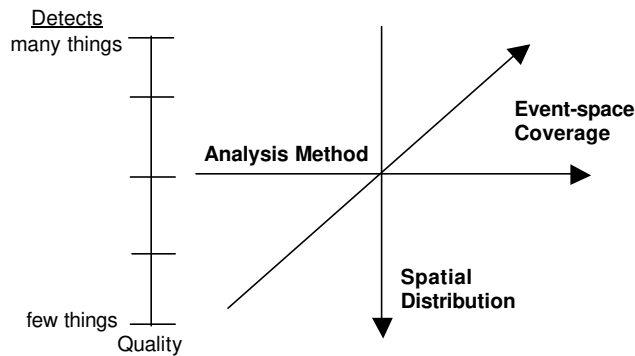 Detects
many things
few things
Quality
Analysis Method
Event-space
Coverage
Spatial
Distribution